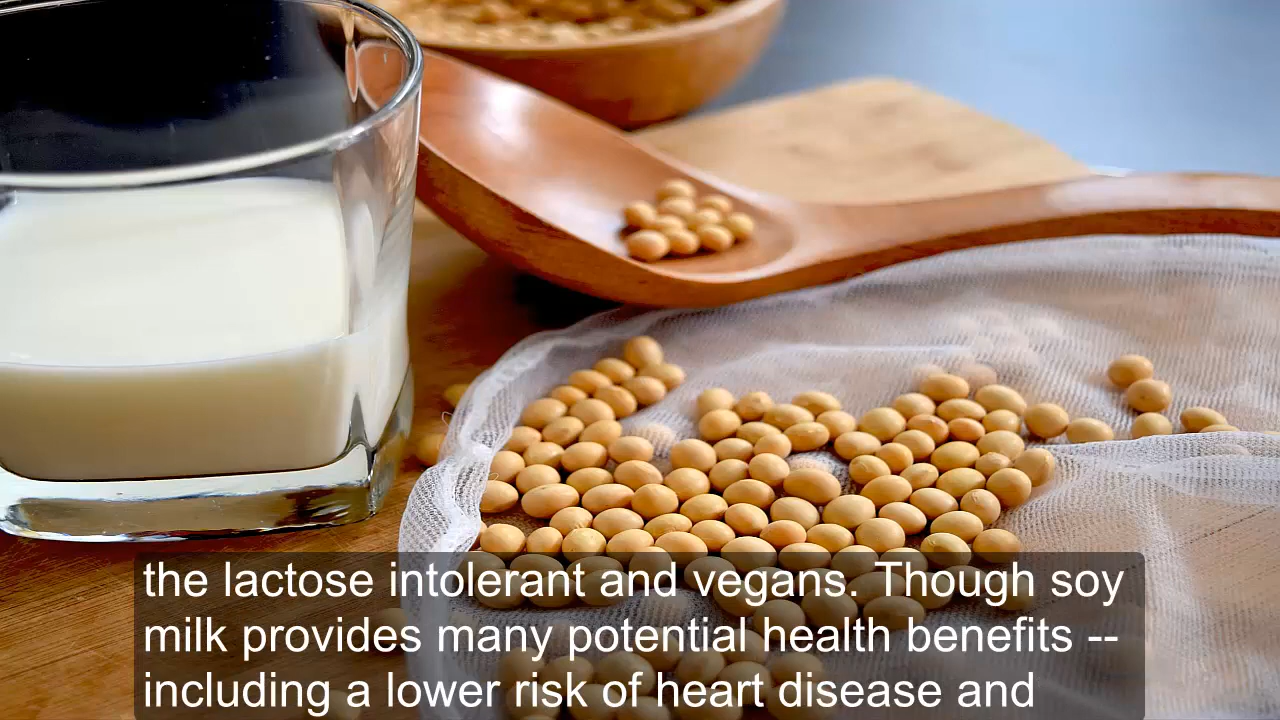 the lactose intolerant and vegans. Though soy
milk provides many potential health benefits --
including a lower risk of heart disease and